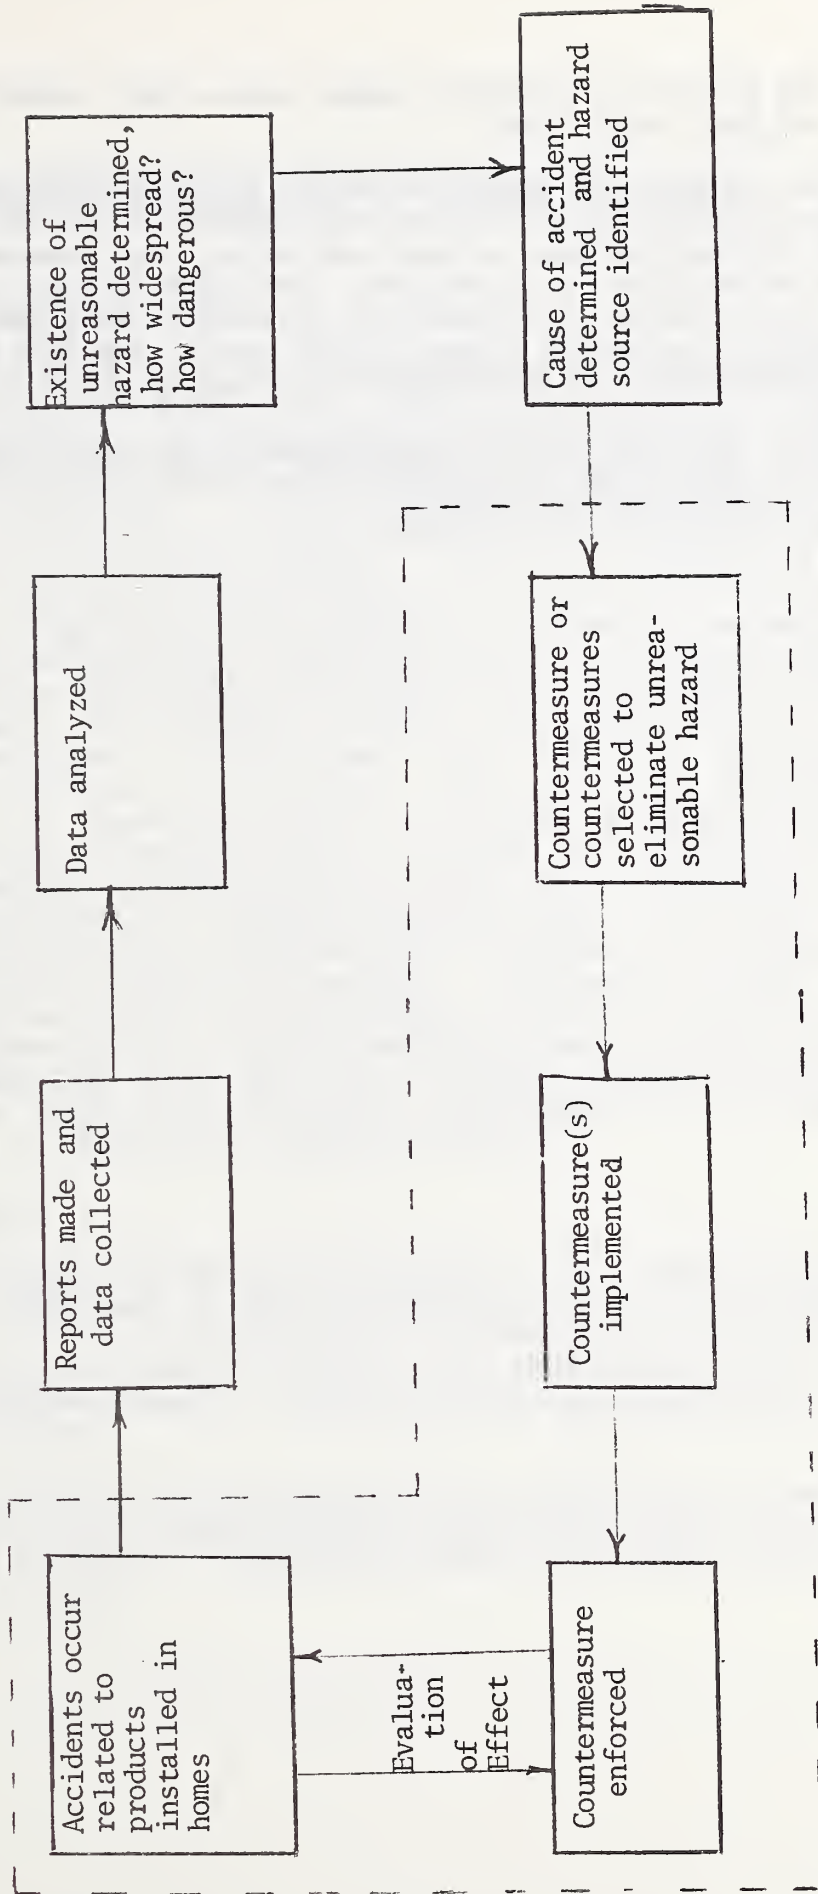 Accidents occur
related to
products
installed in
homes
Reports made and
data collected
Data analyzed
Existence of
unreasonable
hazard determined,
how widespread?
how dangerous?
Cause of accident
determined and hazard
source identified
Countermeasure or
countermeasures
selected to
eliminate unrea-
sonable hazard
Countermeasure(s)
implemented
Countermeasure
enforced
Evalua-
tion
of
Effect